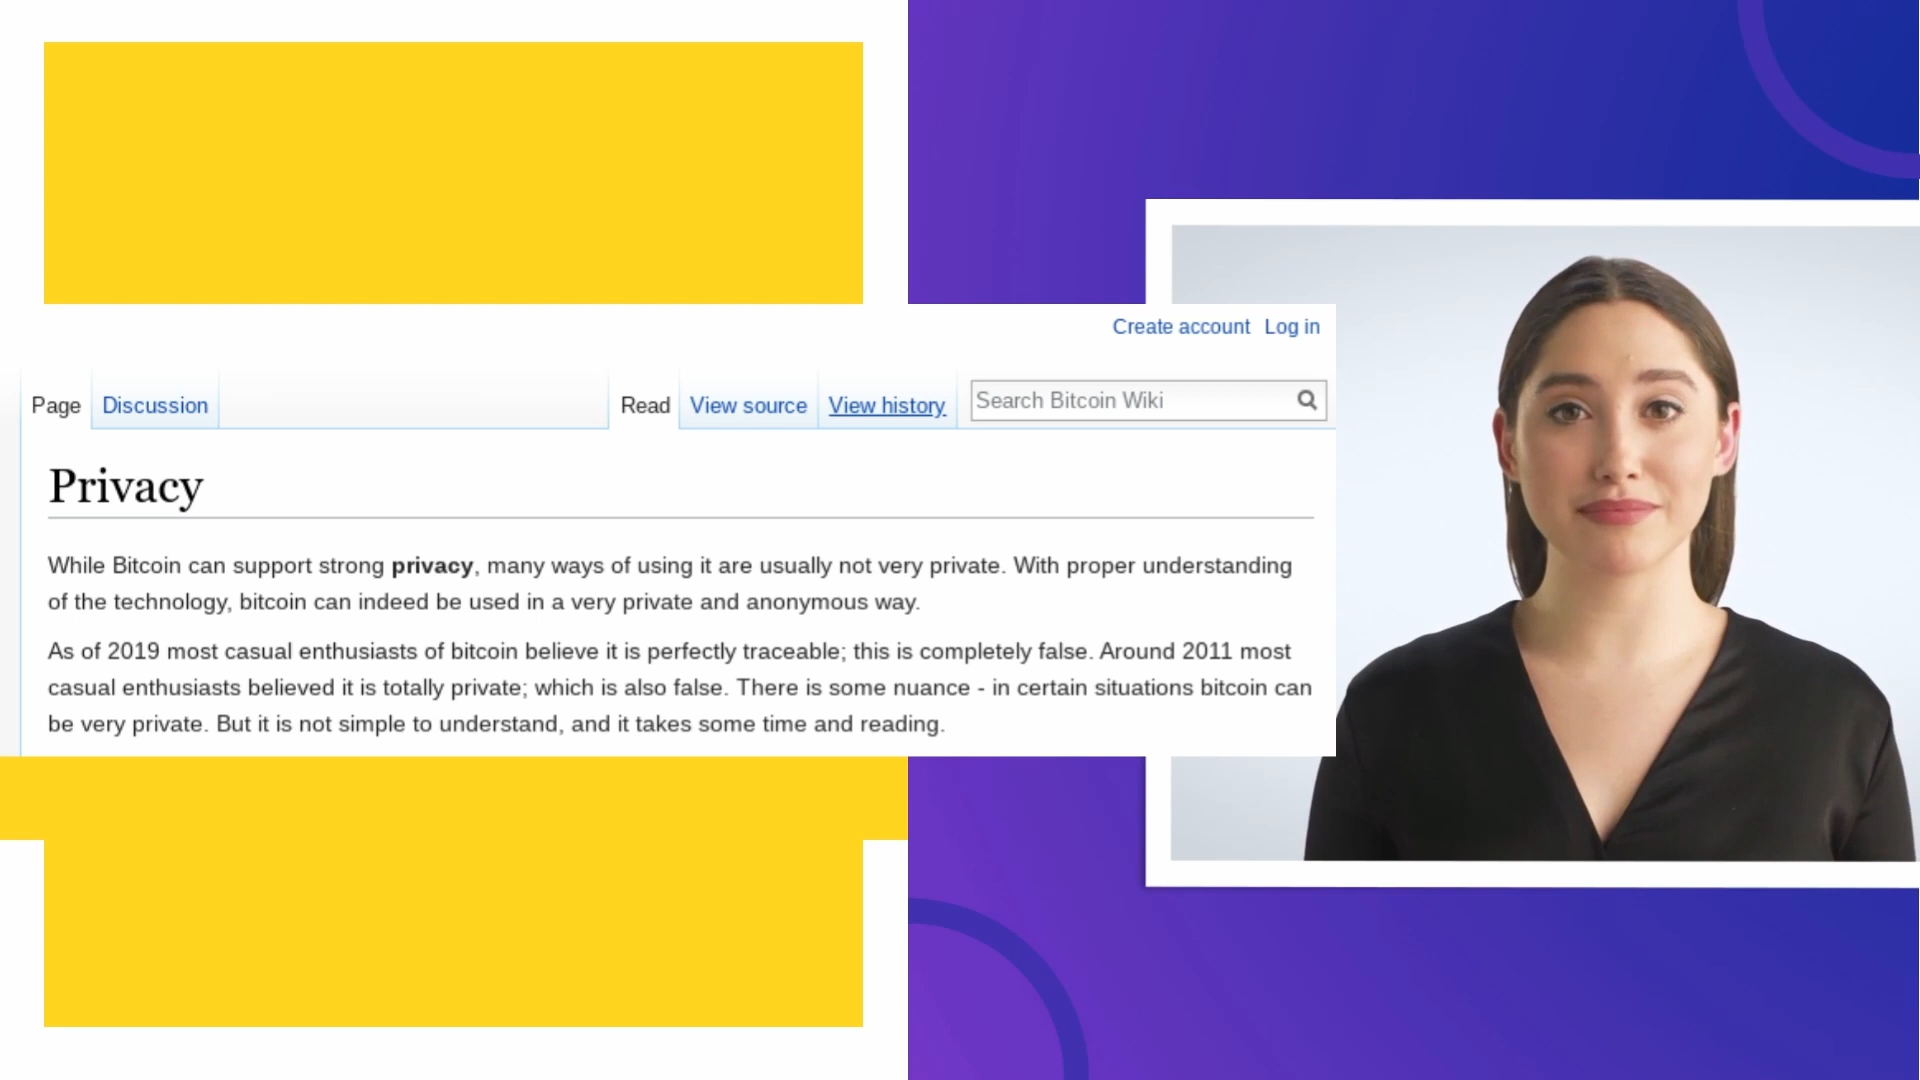 Create account Log in
Page Discussion Read View source View history Search Bitcoin Wiki
Privacy
While Bitcoin can support strong privacy, many ways of using it are usually not very private. With proper understanding
of the technology, bitcoin can indeed be used in a very private and anonymous way.
As of 2019 most casual enthusiasts of bitcoin believe it is perfectly traceable; this is completely false. Around 2011 most
casual enthusiasts believed it is totally private; which is also false. There is some nuance - in certain situations bitcoin can
be very private. But it is not simple to understand, and it takes some time and reading.